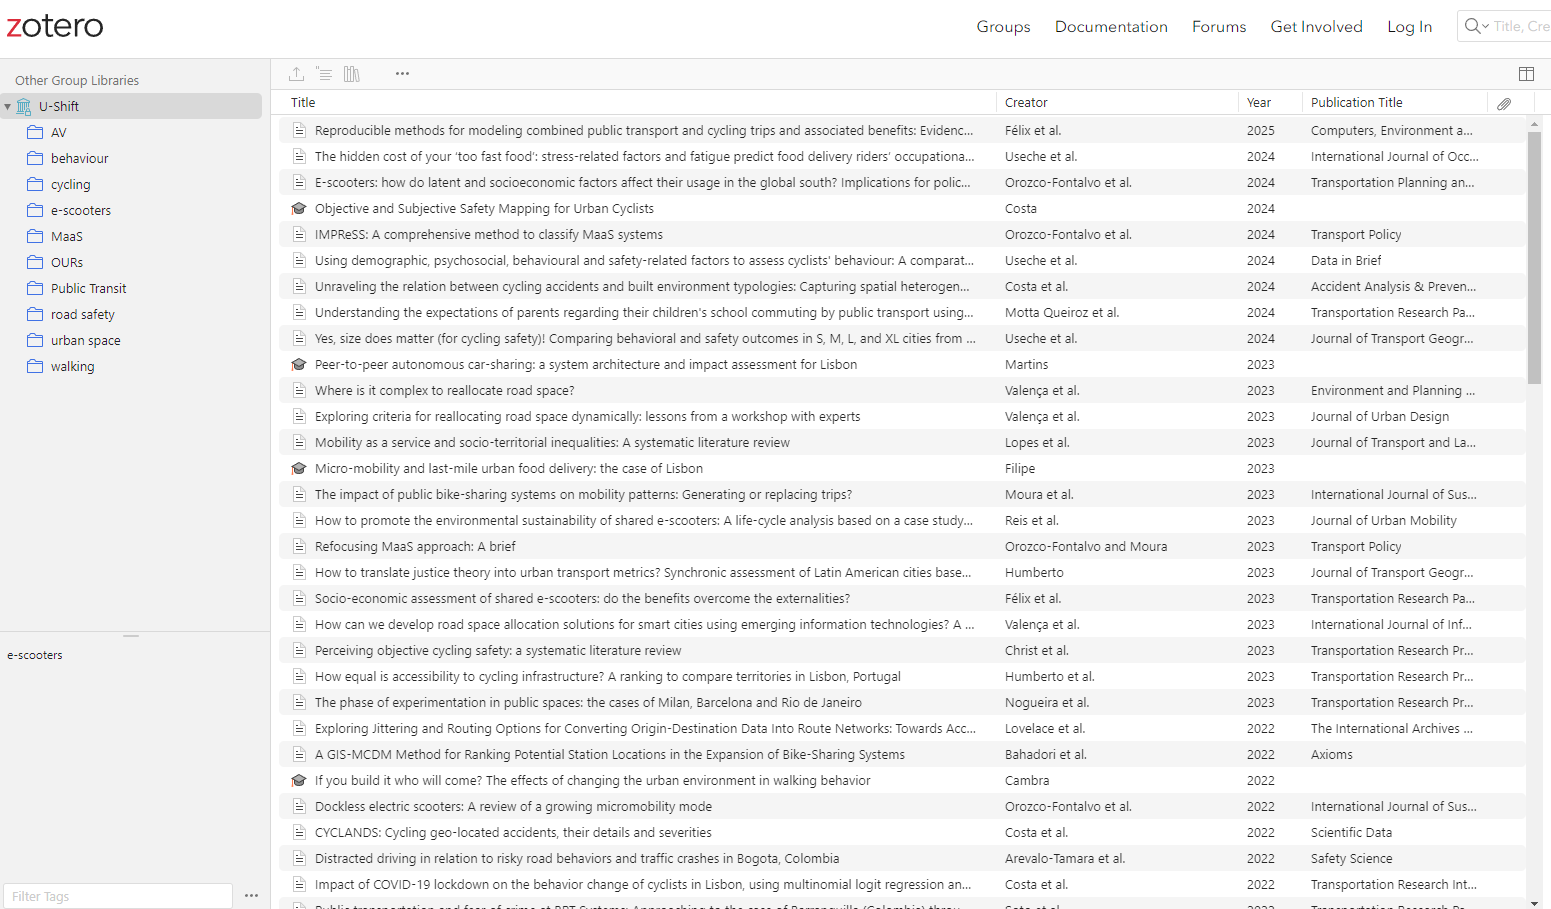 zotero
Groups Documentation Forums Get Involved Log In Title, Cre
Other Group Libraries
U-Shift
AV
behaviour
cycling
e-scooters
MaaS
OURs
Public Transit
road safety
urban space
walking
e-scooters
Filter Tags
Title Creator Year Publication Title
Reproducible methods for modeling combined public transport and cycling trips and associated benefits: Evidenc... Félix et al. 2025 Computers, Environment a...
The hidden cost of your ‘too fast food’: stress-related factors and fatigue predict food delivery riders’ occupationa... Useche et al. 2024 International Journal of Occ...
E-scooters: how do latent and socioeconomic factors affect their usage in the global south? Implications for polic... Orozco-Fontalvo et al. 2024 Transportation Planning an...
Objective and Subjective Safety Mapping for Urban Cyclists Costa 2024
IMPReSS: A comprehensive method to classify MaaS systems Orozco-Fontalvo et al. 2024 Transport Policy
Using demographic, psychosocial, behavioural and safety-related factors to assess cyclists' behaviour: A comparat... Useche et al. 2024 Data in Brief
Unraveling the relation between cycling accidents and built environment typologies: Capturing spatial heterogen... Costa et al. 2024 Accident Analysis & Preven...
Understanding the expectations of parents regarding their children's school commuting by public transport using... Motta Queiroz et al. 2024 Transportation Research Pa...
Yes, size does matter (for cycling safety)! Comparing behavioral and safety outcomes in S, M, L, and XL cities from ... Useche et al. 2024 Journal of Transport Geogr...
Peer-to-peer autonomous car-sharing: a system architecture and impact assessment for Lisbon Martins 2023
Where is it complex to reallocate road space? Valença et al. 2023 Environment and Planning ...
Exploring criteria for reallocating road space dynamically: lessons from a workshop with experts Valença et al. 2023 Journal of Urban Design
Mobility as a service and socio-territorial inequalities: A systematic literature review Lopes et al. 2023 Journal of Transport and La...
Micro-mobility and last-mile urban food delivery: the case of Lisbon Filipe 2023
The impact of public bike-sharing systems on mobility patterns: Generating or replacing trips? Moura et al. 2023 International Journal of Sus...
How to promote the environmental sustainability of shared e-scooters: A life-cycle analysis based on a case study... Reis et al. 2023 Journal of Urban Mobility
Refocusing MaaS approach: A brief Orozco-Fontalvo and Moura 2023 Transport Policy
How to translate justice theory into urban transport metrics? Synchronic assessment of Latin American cities base... Humberto 2023 Journal of Transport Geogr...
Socio-economic assessment of shared e-scooters: do the benefits overcome the externalities? Félix et al. 2023 Transportation Research Pa...
How can we develop road space allocation solutions for smart cities using emerging information technologies? A ... Valença et al. 2023 International Journal of Inf...
Perceiving objective cycling safety: a systematic literature review Christ et al. 2023 Transportation Research Pr...
How equal is accessibility to cycling infrastructure? A ranking to compare territories in Lisbon, Portugal Humberto et al. 2023 Transportation Research Pr...
The phase of experimentation in public spaces: the cases of Milan, Barcelona and Rio de Janeiro Nogueira et al. 2023 Transportation Research Pr...
Exploring Jittering and Routing Options for Converting Origin-Destination Data Into Route Networks: Towards Acc... Lovelace et al. 2022 The International Archives ...
A GIS-MCDM Method for Ranking Potential Station Locations in the Expansion of Bike-Sharing Systems Bahadori et al. 2022 Axioms
If you build it who will come? The effects of changing the urban environment in walking behavior Cambra 2022
Dockless electric scooters: A review of a growing micromobility mode Orozco-Fontalvo et al. 2022 International Journal of Sus...
CYCLANDS: Cycling geo-located accidents, their details and severities Costa et al. 2022 Scientific Data
Distracted driving in relation to risky road behaviors and traffic crashes in Bogota, Colombia Arevalo-Tamara et al. 2022 Safety Science
Impact of COVID-19 lockdown on the behavior change of cyclists in Lisbon, using multinomial logit regression an... Costa et al. 2022 Transportation Research Int...